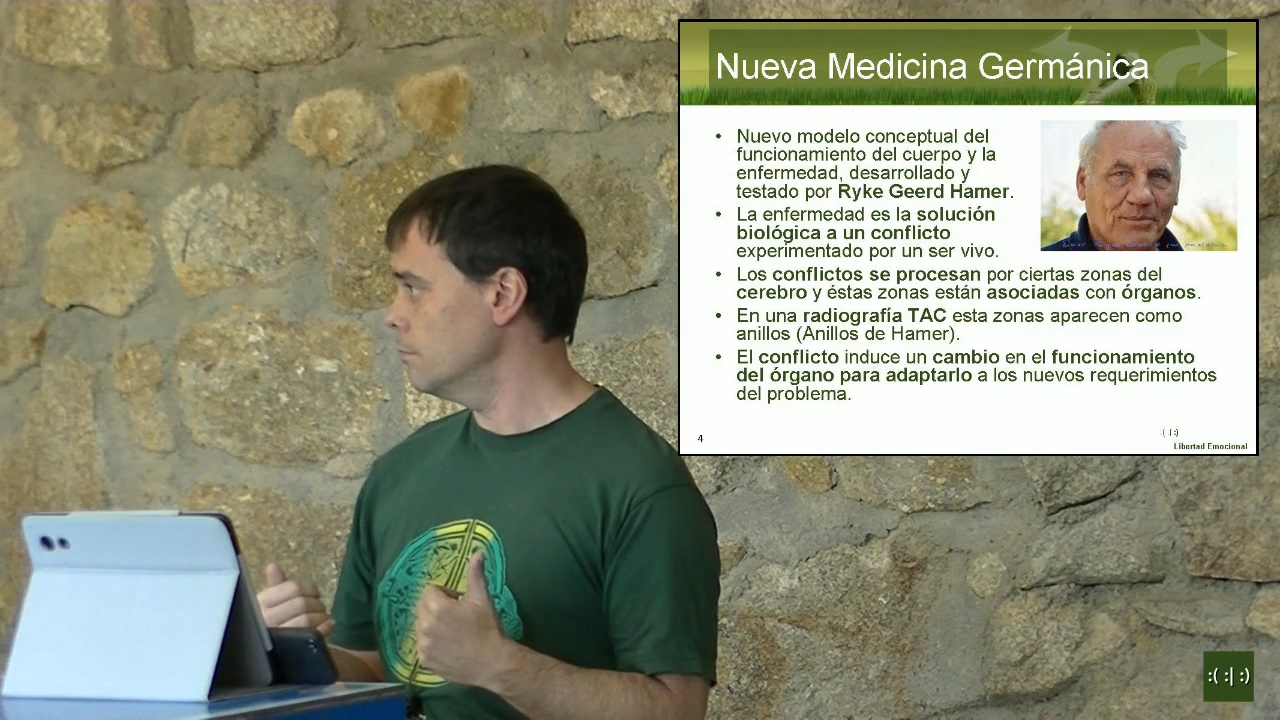 Nueva Medicina Germánica
• Nuevo modelo conceptual del
funcionamiento del cuerpo y la
enfermedad, desarrollado y
testado por Ryke Geerd Hamer.
• La enfermedad es la solución
biológica a un conflicto
experimentado por un ser vivo.
• Los conflictos se procesan por ciertas zonas del
cerebro y éstas zonas están asociadas con órganos.
• En una radiografía TAC esta zonas aparecen como
anillos (Anillos de Hamer).
• El conflicto induce un cambio en el funcionamiento
del órgano para adaptarlo a los nuevos requerimientos
del problema.
4
:(:|:)
Libertad Emocional
:( :| :)